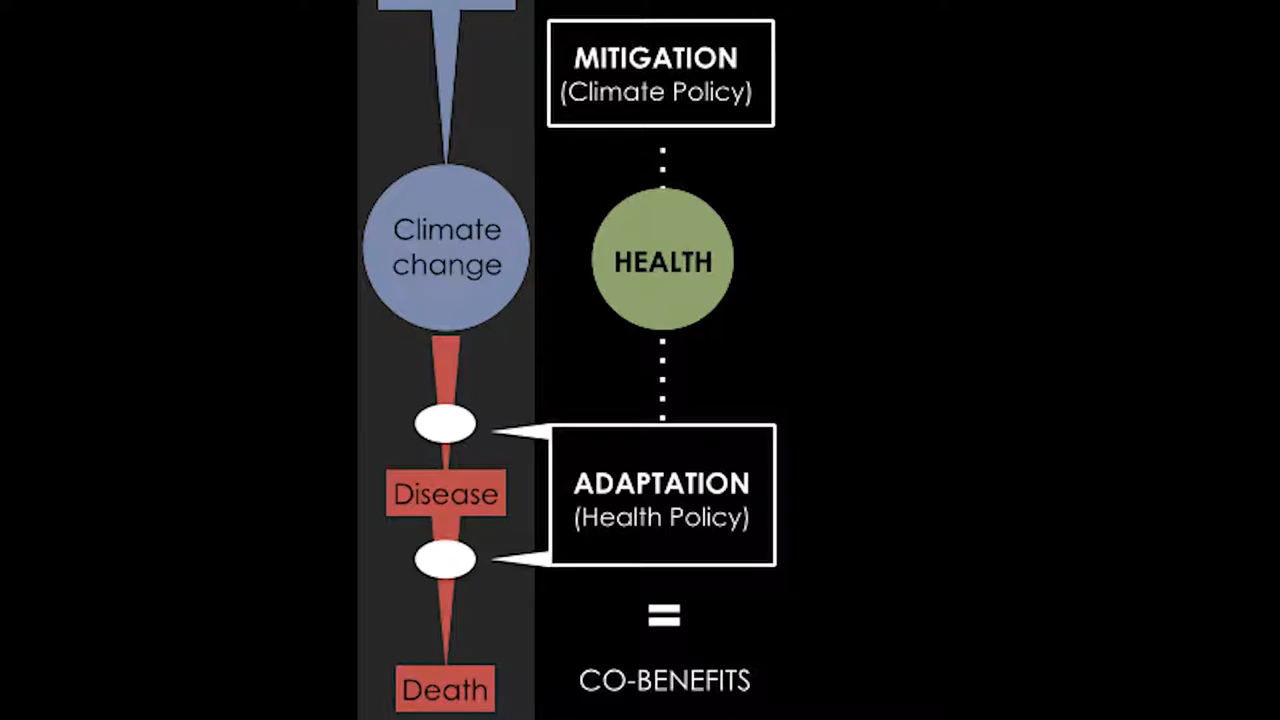 MITIGATION
(Climate Policy)
Climate
change
HEALTH
Disease
ADAPTATION
(Health Policy)
=
CO-BENEFITS
Death